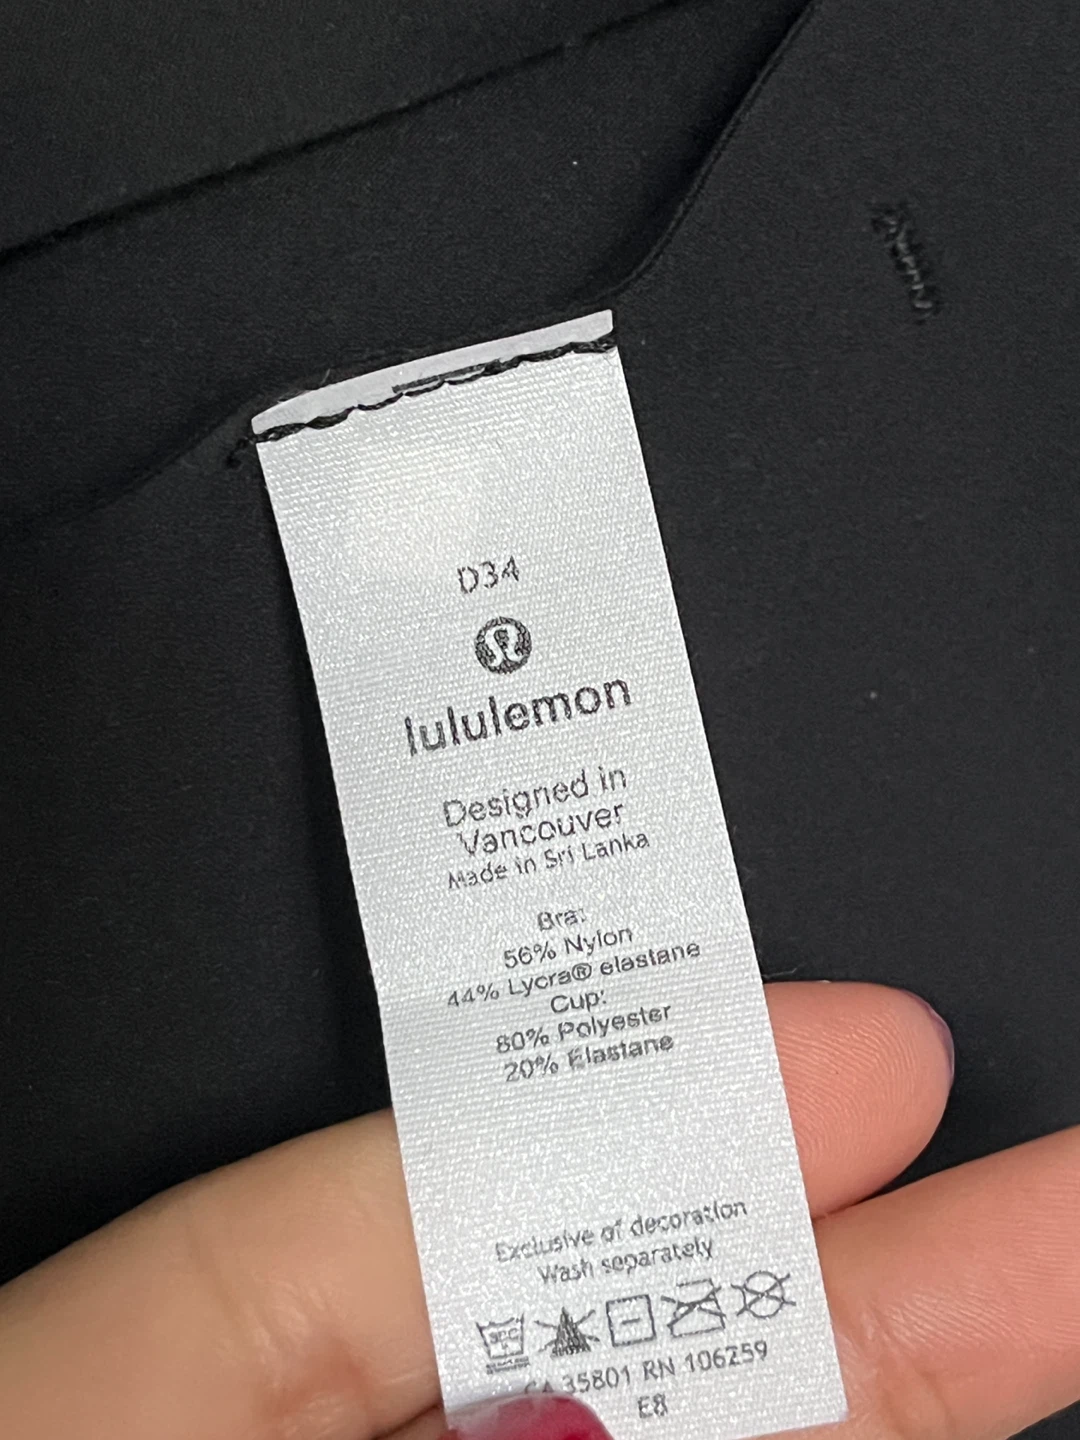 D34
lululemon
Designed in
Vancouver
Made in Sri Lanka
Bra:
56% Nylon
44% Lycra® elastane
Cup:
80% Polyester
20% Elastane
Exclusive of decoration
Wash separately
CA 35801 RN 106259
E8